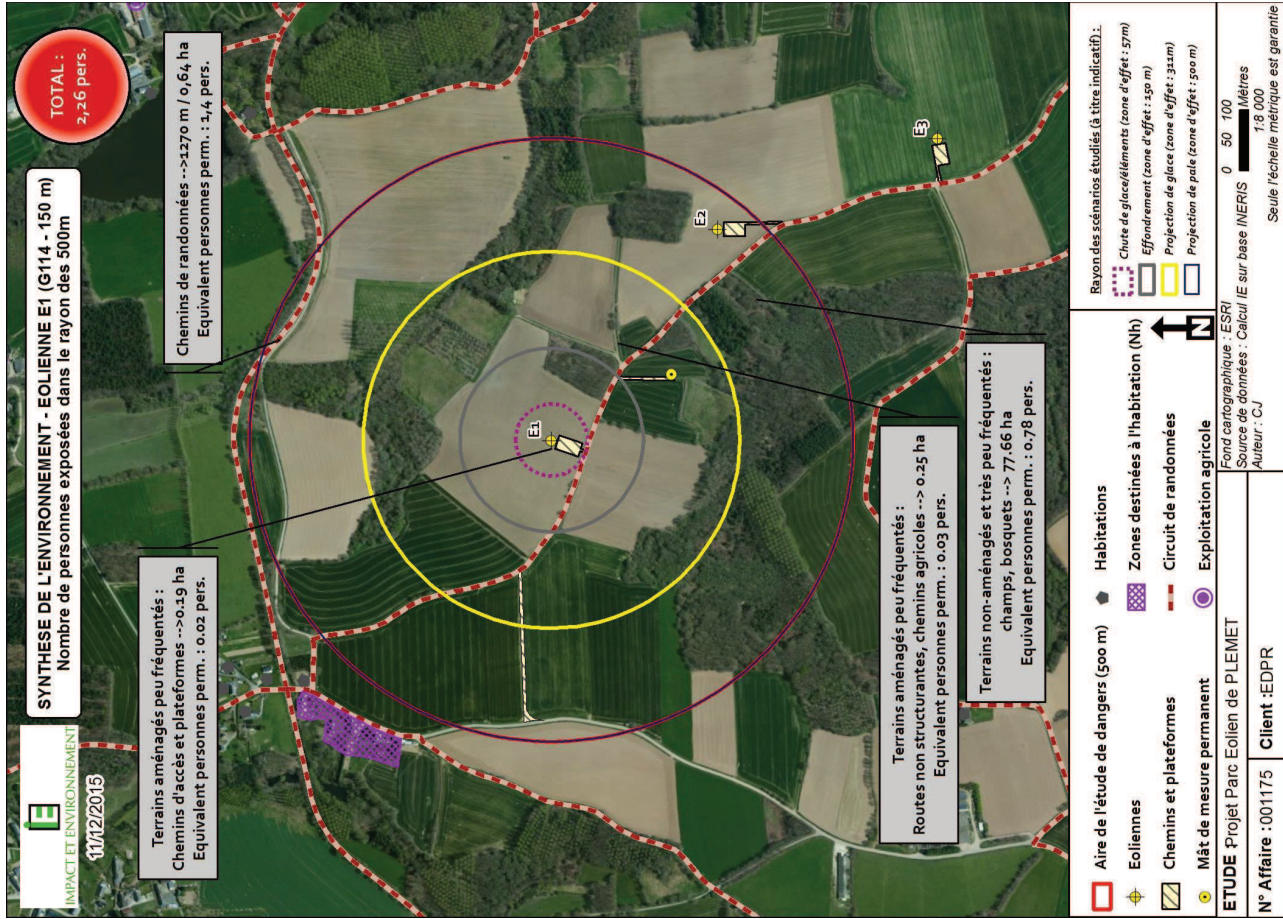 IMPACT ET ENVIRONNEMENT
11/12/2015
SYNTHESE DE L'ENVIRONNEMENT - EOLIENNE E1 (G114 - 150 m)
Nombre de personnes exposées dans le rayon des 500m
TOTAL :
2,26 pers.
Terrains aménagés peu fréquentés :
Chemins d'accès et plateformes -->0.19 ha
Equivalent personnes perm. : 0.02 pers.
Chemins de randonnées -->1270 m / 0,64 ha
Equivalent personnes perm. : 1,4 pers.
E1
E2
E3
Terrains aménagés peu fréquentés :
Routes non structurantes, chemins agricoles --> 0.25 ha
Equivalent personnes perm. : 0.03 pers.
Terrains non-aménagés et très peu fréquentés :
champs, bosquets --> 77.66 ha
Equivalent personnes perm. : 0.78 pers.
Aire de l'étude de dangers (500 m)
Eoliennes
Chemins et plateformes
Mât de mesure permanent
Habitations
Zones destinées à l'habitation (Nh)
Circuit de randonnées
Exploitation agricole
N
Rayon des scénarios étudiés (à titre indicatif) :
Chute de glace/éléments (zone d'effet : 57m)
Effondrement (zone d'effet : 150 m)
Projection de glace (zone d'effet : 311m)
Projection de pale (zone d'effet : 500 m)
ETUDE :Projet Parc Eolien de PLEMET
N° Affaire :001175
Client :EDPR
Fond cartographique : ESRI
Source de données : Calcul IE sur base INERIS
Auteur : CJ
0 50 100
Mètres
1:8 000
Seule l'échelle métrique est garantie